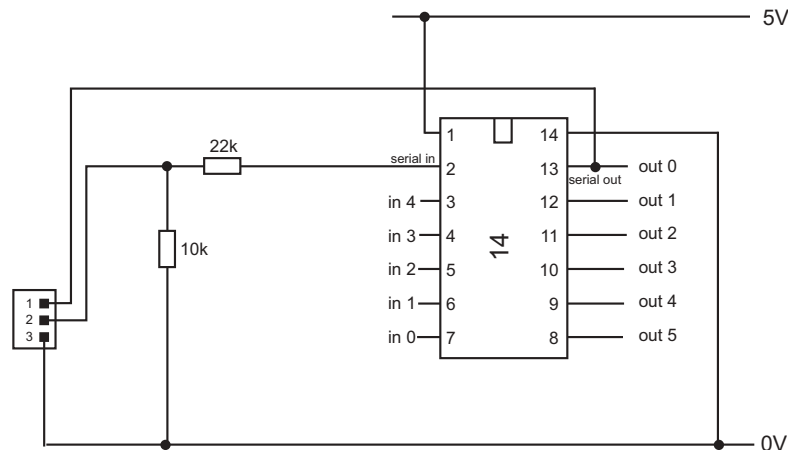 5V
1 14
22k
serial in 2 13 out 0
serial out
in 4 3 12 out 1
in 3 4 11 out 2
10k
14
in 2 5 10 out 3
1
in 1 6 9 out 4
2
3
in 0 7 8 out 5
0V